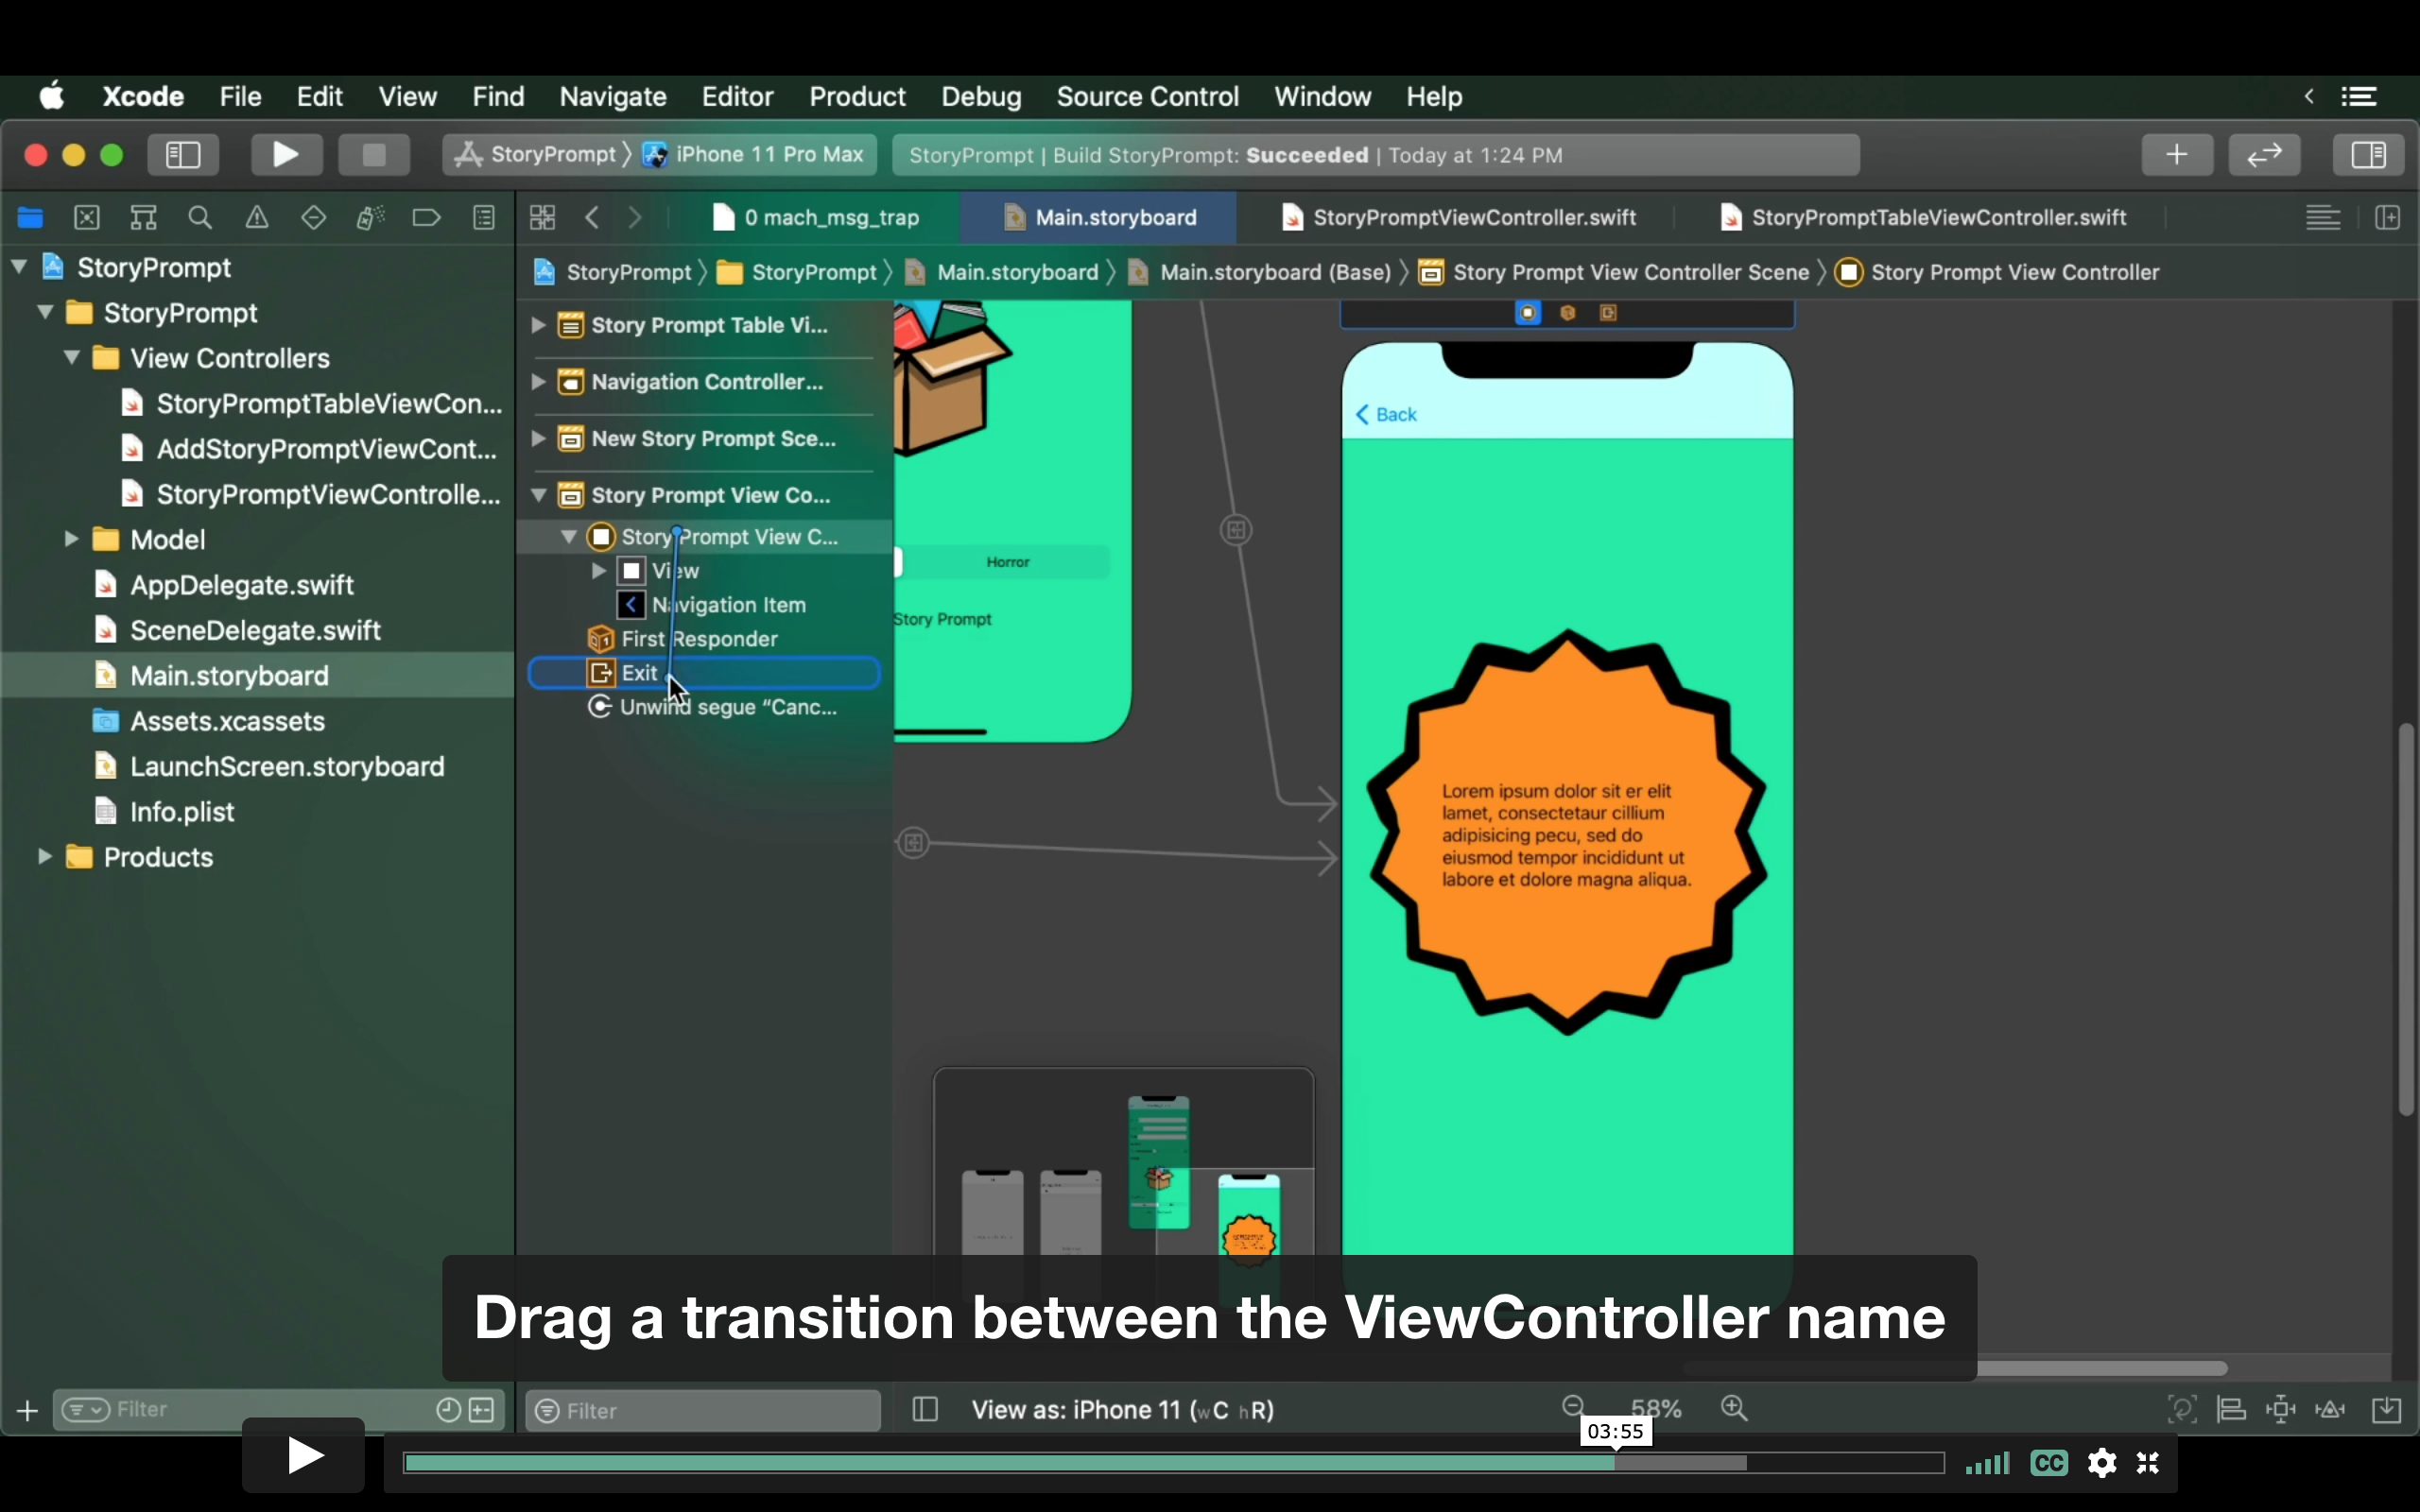 Xcode File Edit View Find Navigate Editor Product Debug Source Control Window Help
StoryPrompt iPhone 11 Pro Max
StoryPrompt | Build StoryPrompt: Succeeded | Today at 1:24 PM
0 mach_msg_trap
Main.storyboard
StoryPromptViewController.swift
StoryPromptTableViewController.swift
StoryPrompt StoryPrompt Main.storyboard Main.storyboard (Base) Story Prompt View Controller Scene Story Prompt View Controller
StoryPrompt
StoryPrompt
View Controllers
StoryPromptTableViewCon...
AddStoryPromptViewCont...
StoryPromptViewControlle...
Model
AppDelegate.swift
SceneDelegate.swift
Main.storyboard
Assets.xcassets
LaunchScreen.storyboard
Info.plist
Products
Story Prompt Table Vi...
Navigation Controller...
New Story Prompt Sce...
Story Prompt View Co...
Story Prompt View C...
View
Navigation Item
First Responder
Exit
Unwind segue “Canc...
Horror
Story Prompt
Back
Lorem ipsum dolor sit er elit
lamet, consectetaur cillium
adipisicing pecu, sed do
eiusmod tempor incididunt ut
labore et dolore magna aliqua.
Drag a transition between the ViewController name
Filter
Filter
View as: iPhone 11 (wC hR)
58%
03:55
CC